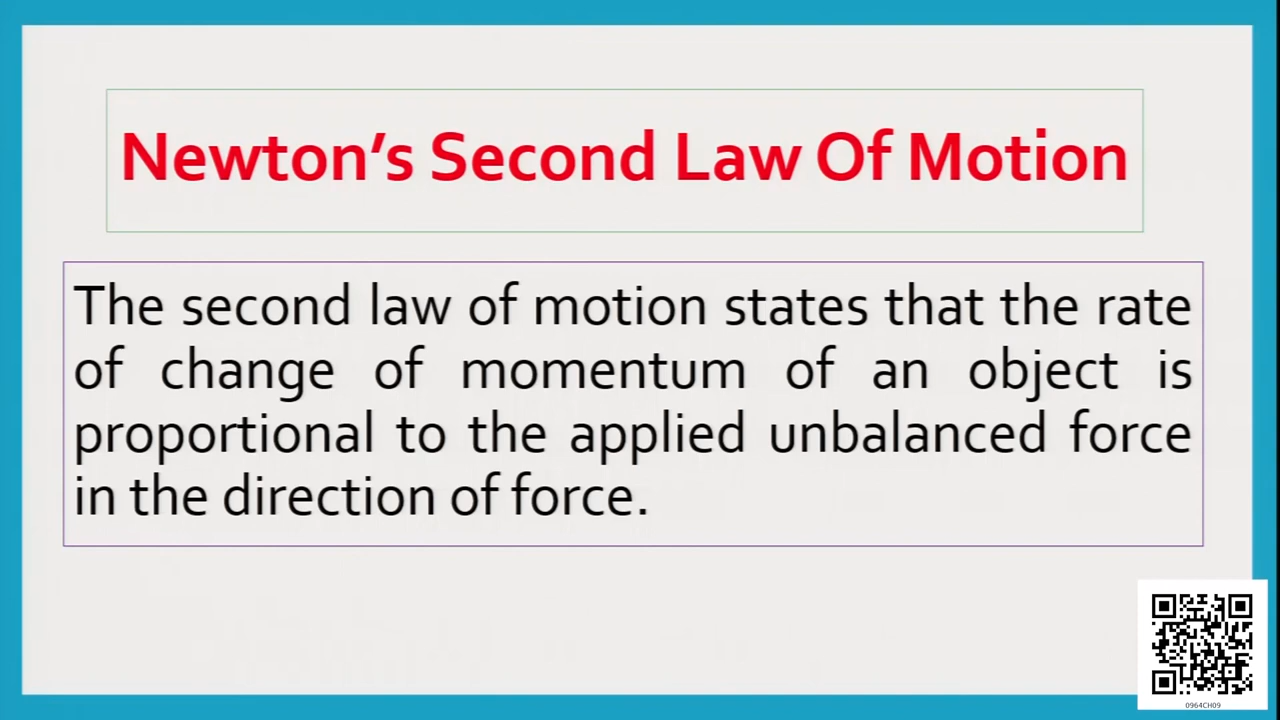 Newton’s Second Law Of Motion
The second law of motion states that the rate
of change of momentum of an object is
proportional to the applied unbalanced force
in the direction of force.
0964CH09